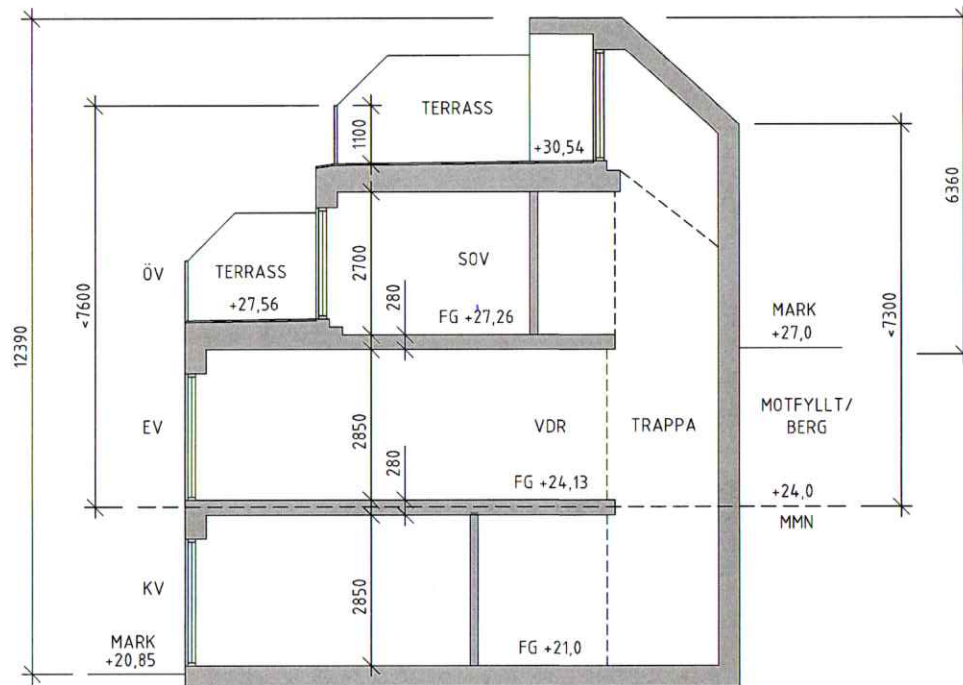 TERRASS
+30,54
1100
6360
12390
<7600
<7300
ÖV
TERRASS
+27,56
2700
SOV
280
FG +27,26
MARK
+27,0
EV
2850
280
VDR
TRAPPA
MOTFYLLT/
BERG
FG +24,13
+24,0
MMN
KV
2850
MARK
+20,85
FG +21,0